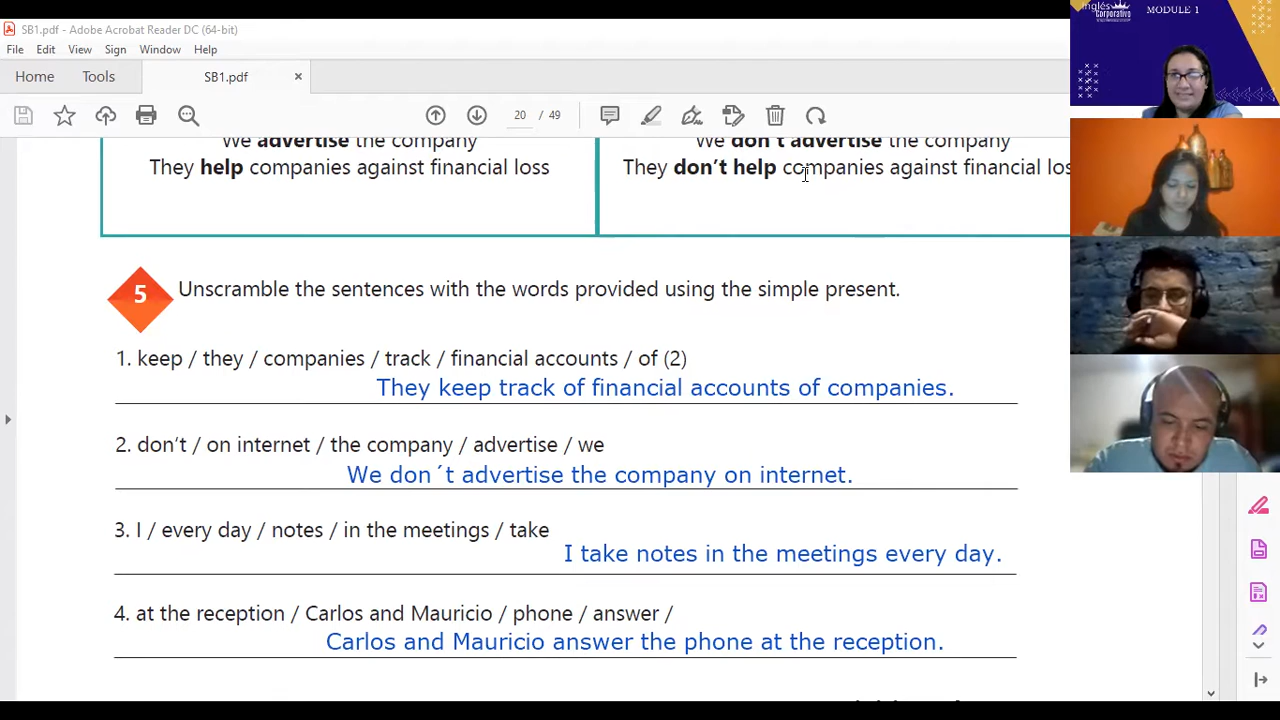 SB1.pdf - Adobe Acrobat Reader DC (64-bit)
File Edit View Sign Window Help
Home Tools SB1.pdf ×
20 / 49
inglés corporativo
MODULE 1
We advertise the company
They help companies against financial loss
We don't advertise the company
They don't help companies against financial los
5 Unscramble the sentences with the words provided using the simple present.
1. keep / they / companies / track / financial accounts / of (2)
They keep track of financial accounts of companies.
2. don't / on internet / the company / advertise / we
We don´t advertise the company on internet.
3. I / every day / notes / in the meetings / take
I take notes in the meetings every day.
4. at the reception / Carlos and Mauricio / phone / answer /
Carlos and Mauricio answer the phone at the reception.